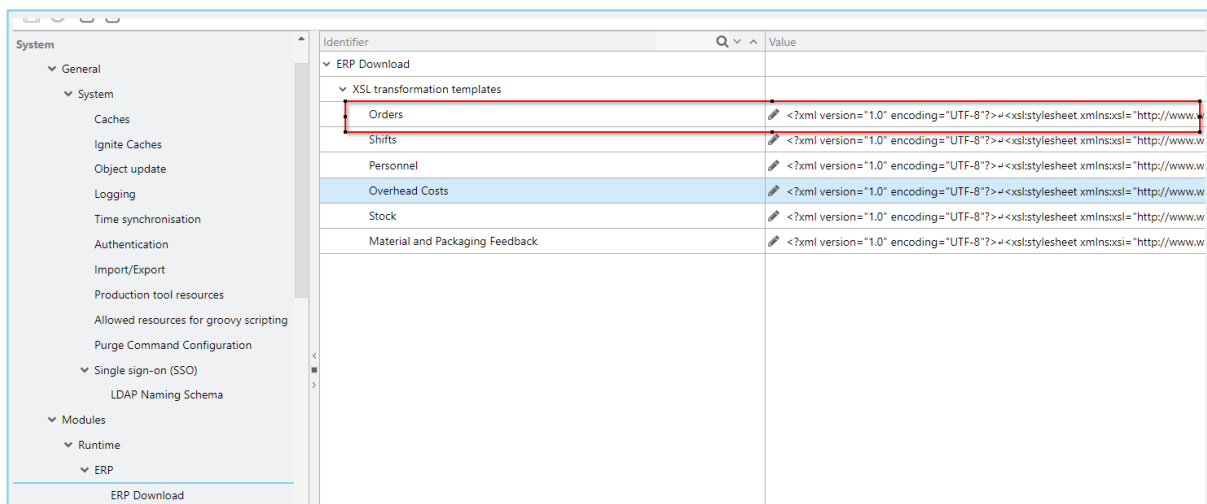 System
General
System
Caches
Ignite Caches
Object update
Logging
Time synchronisation
Authentication
Import/Export
Production tool resources
Allowed resources for groovy scripting
Purge Command Configuration
Single sign-on (SSO)
LDAP Naming Schema
Modules
Runtime
ERP
ERP Download
Identifier Value
ERP Download
XSL transformation templates
Orders <?xml version="1.0" encoding="UTF-8"?>↵<xsl:stylesheet xmlns:xsl="http://www.w
Shifts <?xml version="1.0" encoding="UTF-8"?>↵<xsl:stylesheet xmlns:xsl="http://www.w
Personnel <?xml version="1.0" encoding="UTF-8"?>↵<xsl:stylesheet xmlns:xsl="http://www.w
Overhead Costs <?xml version="1.0" encoding="UTF-8"?>↵<xsl:stylesheet xmlns:xsl="http://www.w
Stock <?xml version="1.0" encoding="UTF-8"?>↵<xsl:stylesheet xmlns:xsl="http://www.w
Material and Packaging Feedback <?xml version="1.0" encoding="UTF-8"?>↵<xsl:stylesheet xmlns:xsi="http://www.w